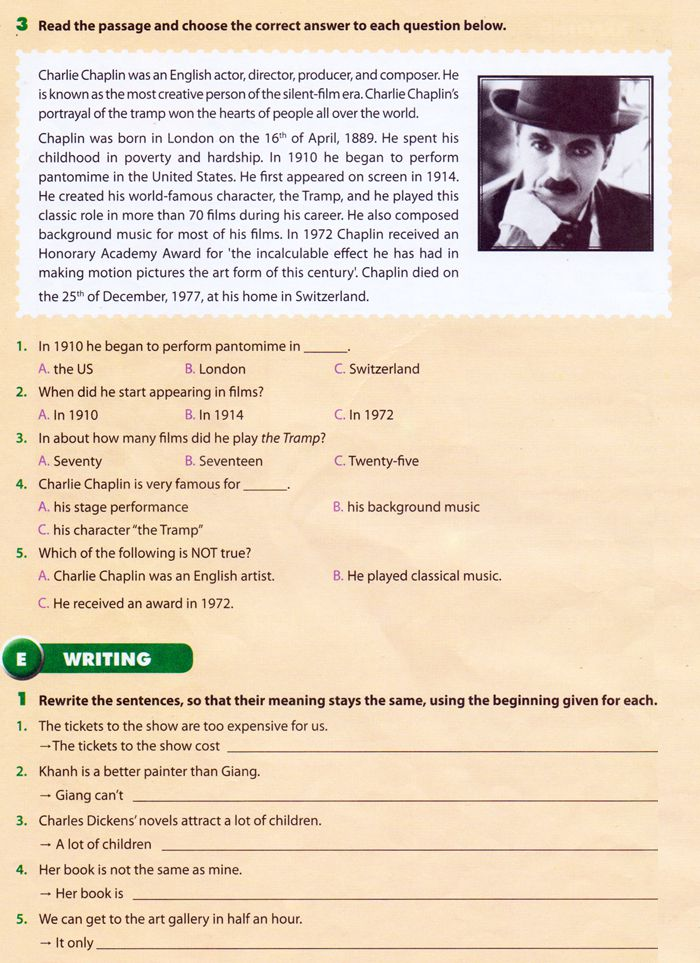 3 Read the passage and choose the correct answer to each question below.
Charlie Chaplin was an English actor, director, producer, and composer. He
is known as the most creative person of the silent-film era. Charlie Chaplin's
portrayal of the tramp won the hearts of people all over the world.
Chaplin was born in London on the 16th of April, 1889. He spent his
childhood in poverty and hardship. In 1910 he began to perform
pantomime in the United States. He first appeared on screen in 1914.
He created his world-famous character, the Tramp, and he played this
classic role in more than 70 films during his career. He also composed
background music for most of his films. In 1972 Chaplin received an
Honorary Academy Award for 'the incalculable effect he has had in
making motion pictures the art form of this century'. Chaplin died on
the 25th of December, 1977, at his home in Switzerland.
1. In 1910 he began to perform pantomime in ______.
A. the US B. London C. Switzerland
2. When did he start appearing in films?
A. In 1910 B. In 1914 C. In 1972
3. In about how many films did he play the Tramp?
A. Seventy B. Seventeen C. Twenty-five
4. Charlie Chaplin is very famous for ______.
A. his stage performance B. his background music
C. his character "the Tramp"
5. Which of the following is NOT true?
A. Charlie Chaplin was an English artist. B. He played classical music.
C. He received an award in 1972.
E WRITING
1 Rewrite the sentences, so that their meaning stays the same, using the beginning given for each.
1. The tickets to the show are too expensive for us.
→The tickets to the show cost ______
2. Khanh is a better painter than Giang.
→ Giang can't ______
3. Charles Dickens' novels attract a lot of children.
→ A lot of children ______
4. Her book is not the same as mine.
→ Her book is ______
5. We can get to the art gallery in half an hour.
→ It only ______